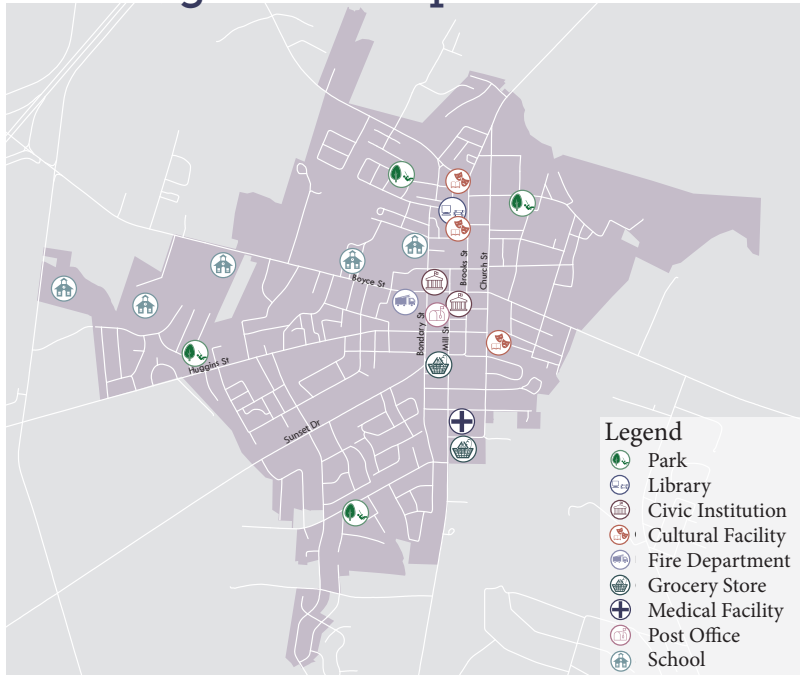 Boyce St
Brooks St
Church St
Bondary St
Mill St
Huggins St
Sunset Dr
Legend
Park
Library
Civic Institution
Cultural Facility
Fire Department
Grocery Store
Medical Facility
Post Office
School